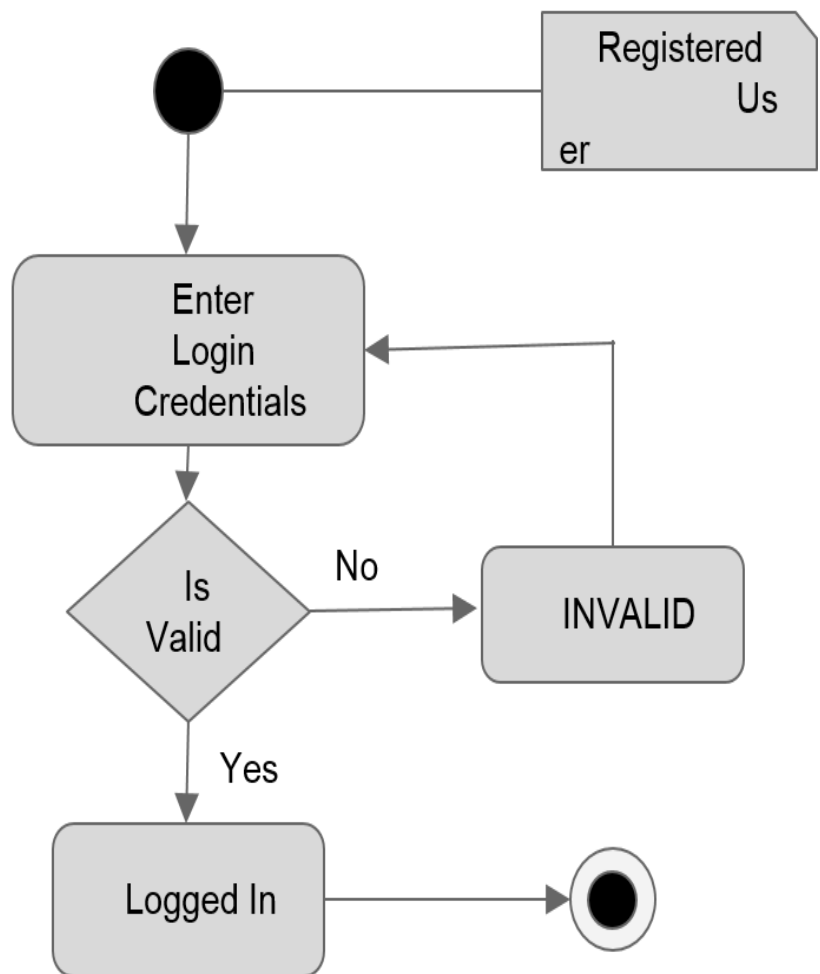 Registered
Us
er
Enter
Login
Credentials
Is
Valid
No
INVALID
Yes
Logged In